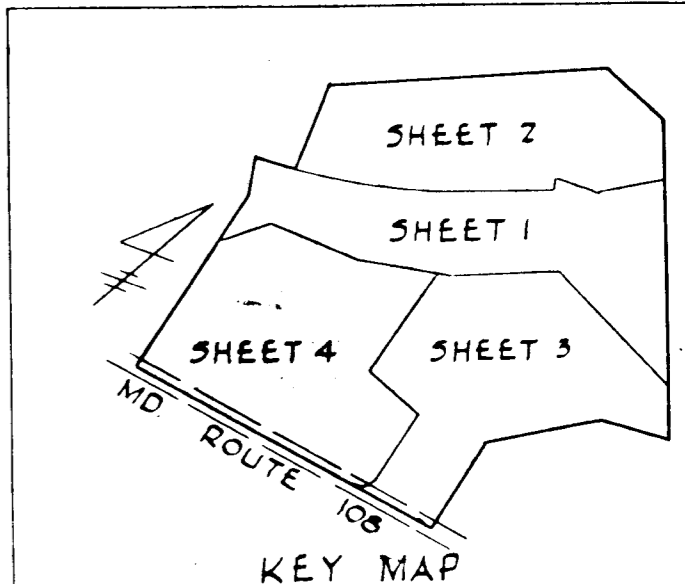 SHEET 2
SHEET 1
SHEET 4
SHEET 3
MD ROUTE 108
KEY MAP